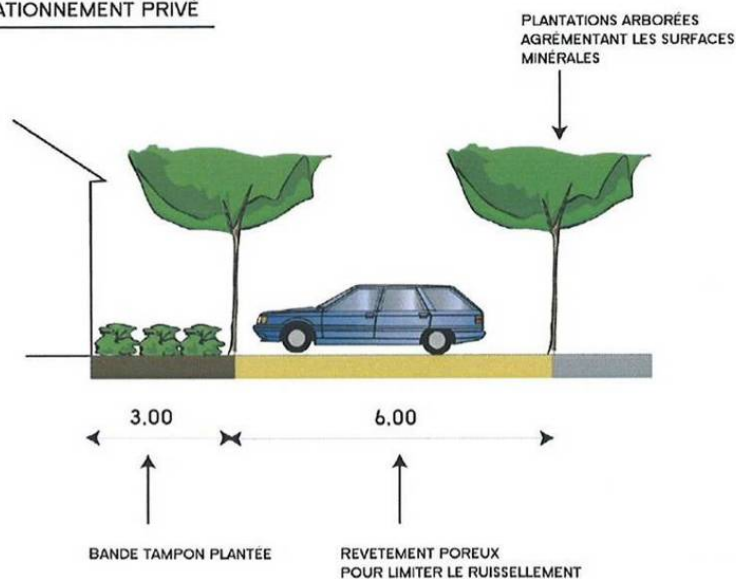 ATIONNEMENT PRIVÉ
PLANTATIONS ARBORÉES
AGRÉMENTANT LES SURFACES
MINÉRALES
3.00
6.00
BANDE TAMPON PLANTÉE
REVETEMENT POREUX
POUR LIMITER LE RUISSELLEMENT